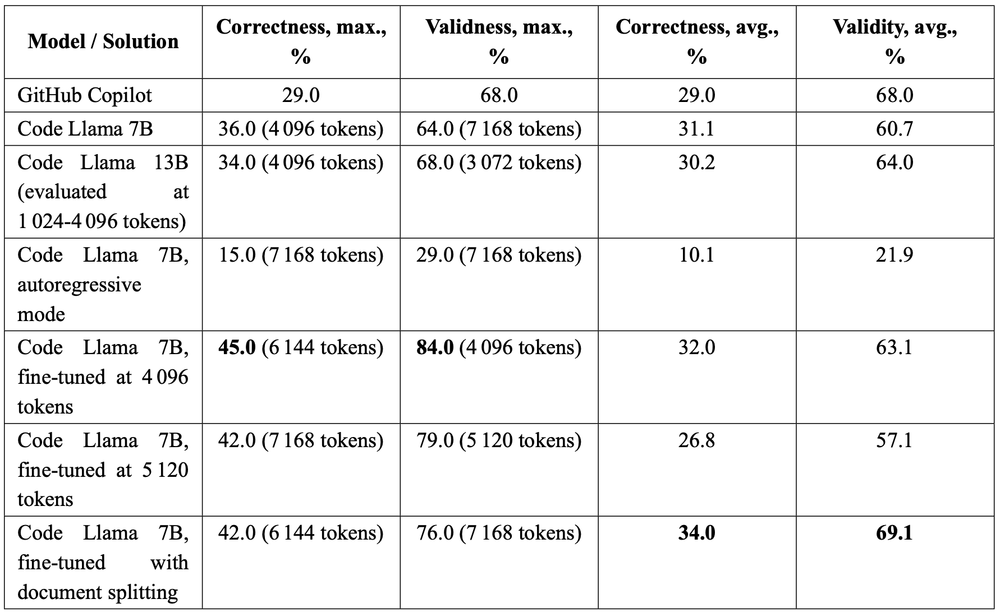 Model / Solution
Correctness, max., %
Validness, max., %
Correctness, avg., %
Validity, avg., %
GitHub Copilot 29.0 68.0 29.0 68.0
Code Llama 7B 36.0 (4 096 tokens) 64.0 (7 168 tokens) 31.1 60.7
Code Llama 13B 34.0 (4 096 tokens) 68.0 (3 072 tokens) 30.2 64.0
(evaluated at
1 024-4 096 tokens)
Code Llama 7B, 15.0 (7 168 tokens) 29.0 (7 168 tokens) 10.1 21.9
autoregressive
mode
Code Llama 7B, 45.0 (6 144 tokens) 84.0 (4 096 tokens) 32.0 63.1
fine-tuned at 4 096
tokens
Code Llama 7B, 42.0 (7 168 tokens) 79.0 (5 120 tokens) 26.8 57.1
fine-tuned at 5 120
tokens
Code Llama 7B, 42.0 (6 144 tokens) 76.0 (7 168 tokens) 34.0 69.1
fine-tuned with
document splitting